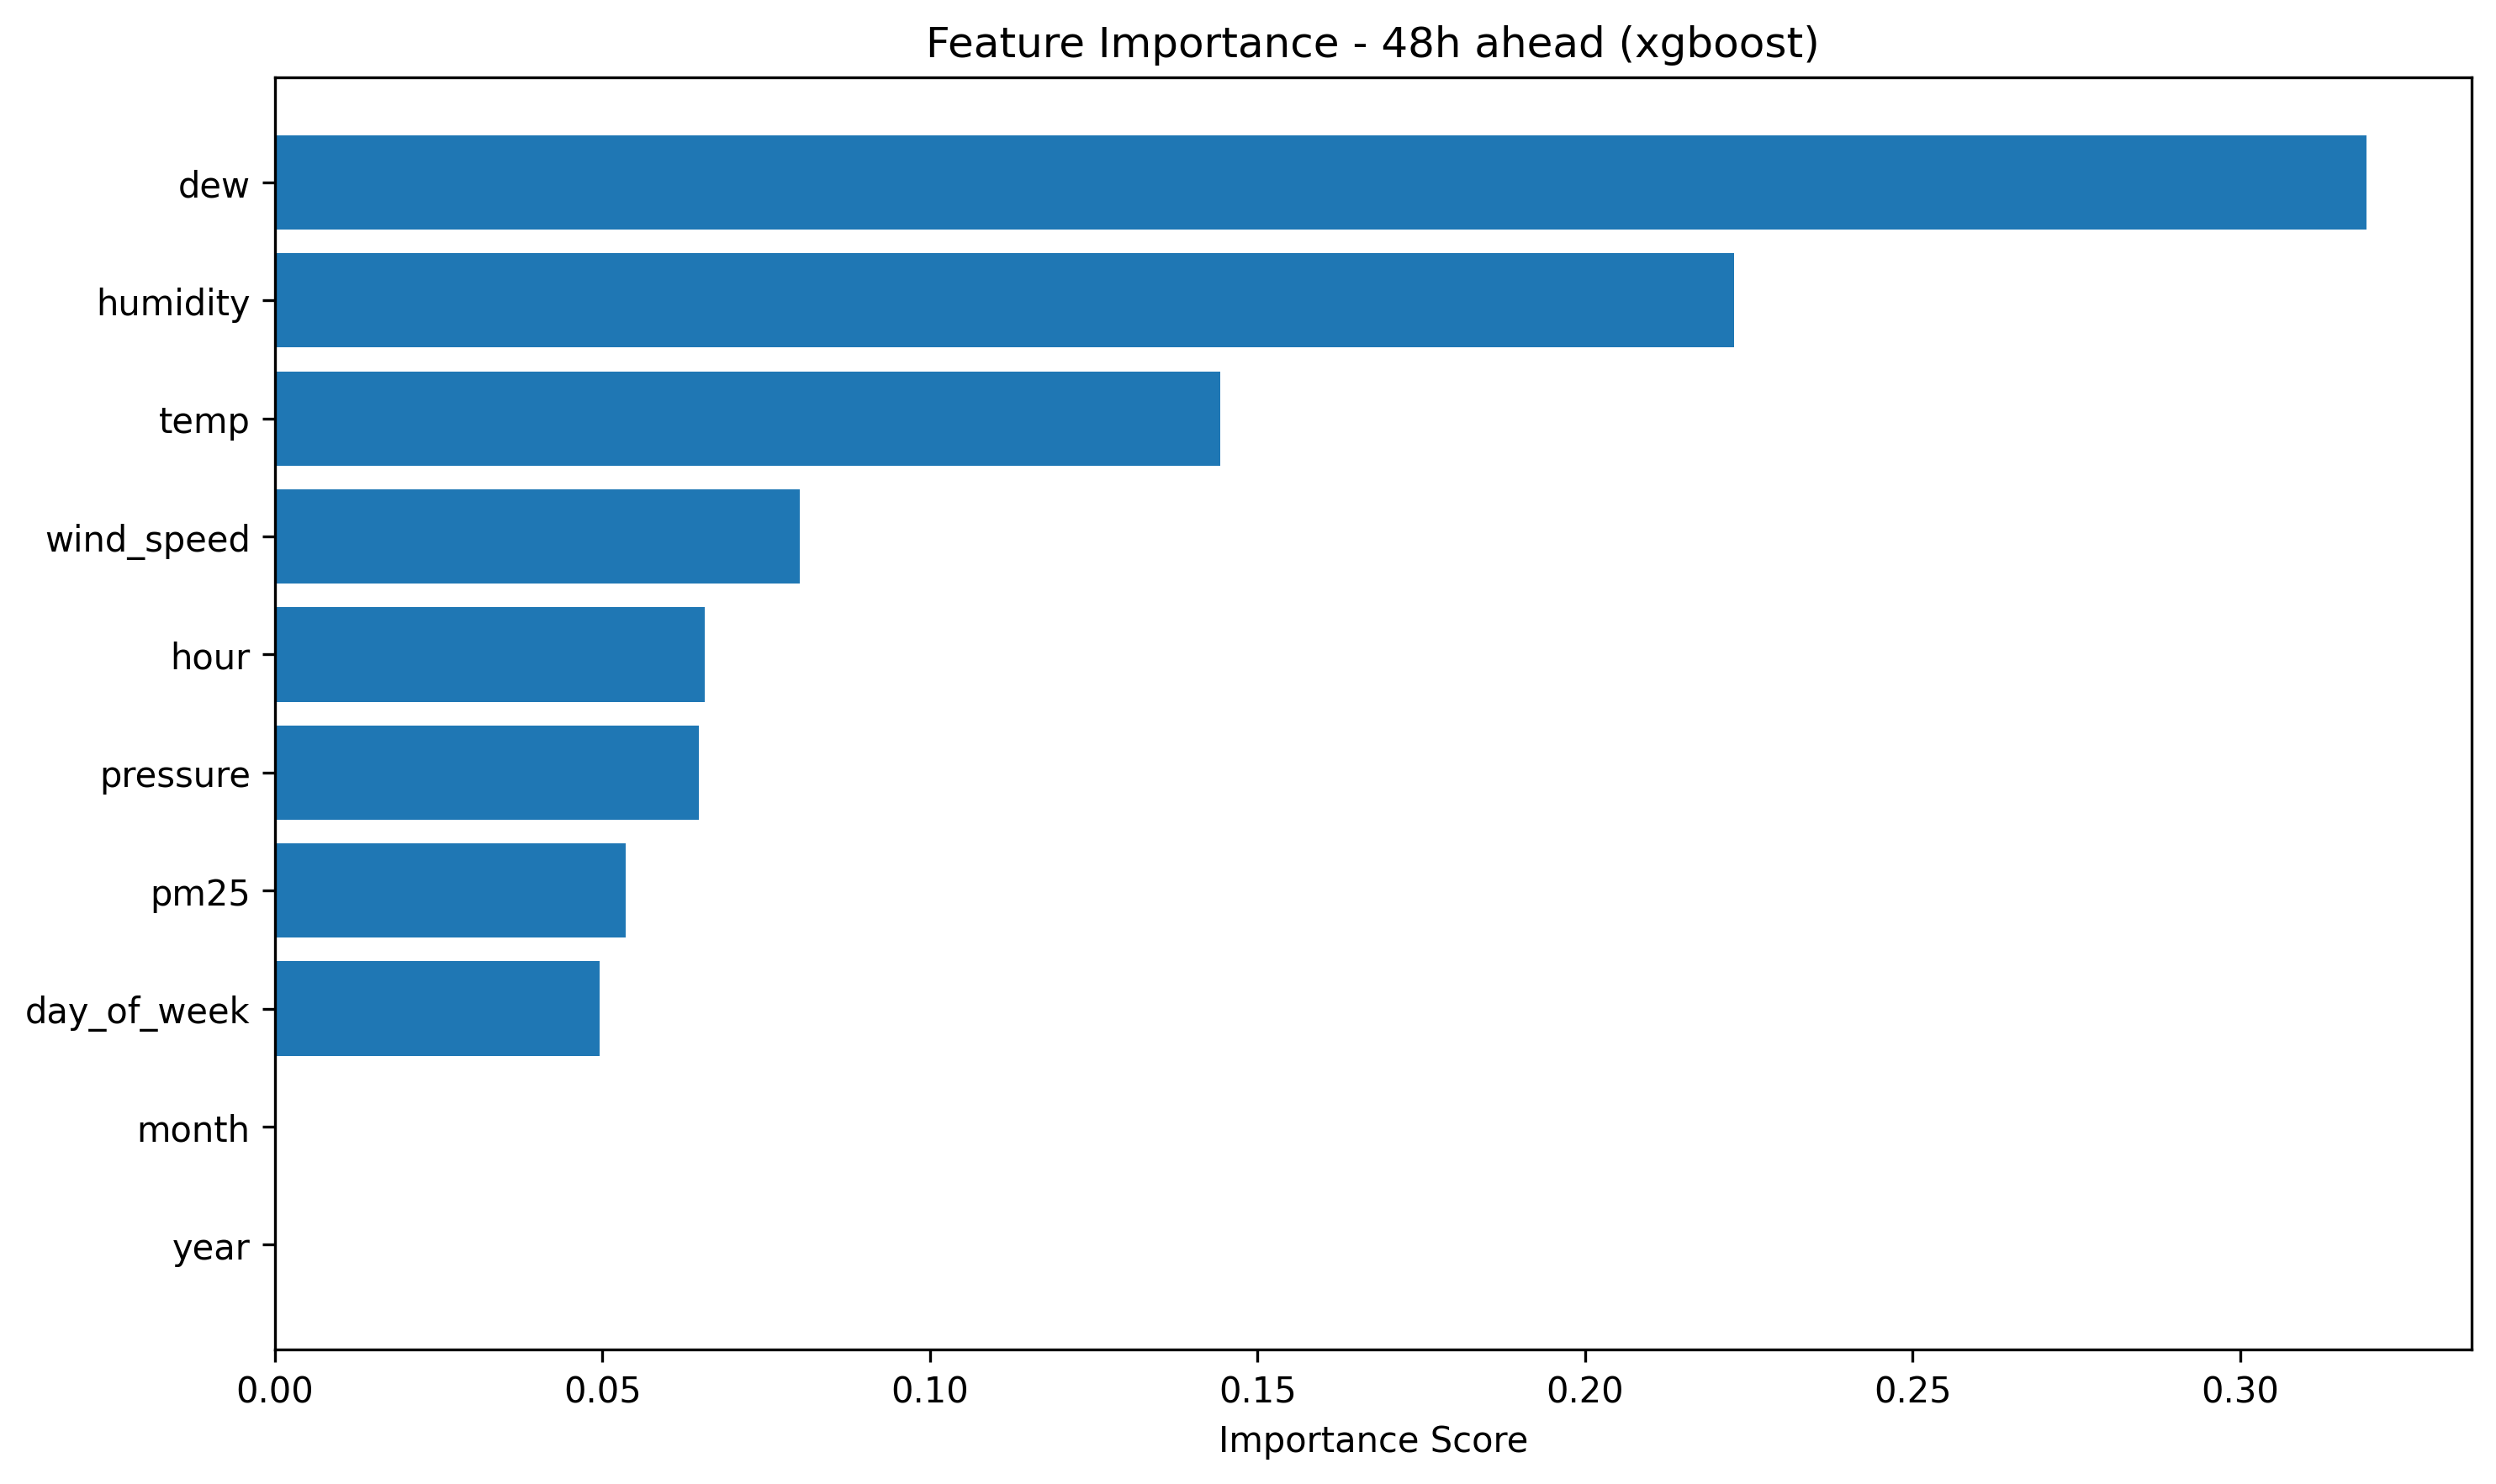 Feature Importance - 48h ahead (xgboost)
dew
humidity
temp
wind_speed
hour
pressure
pm25
day_of_week
month
year
0.00 0.05 0.10 0.15 0.20 0.25 0.30
Importance Score